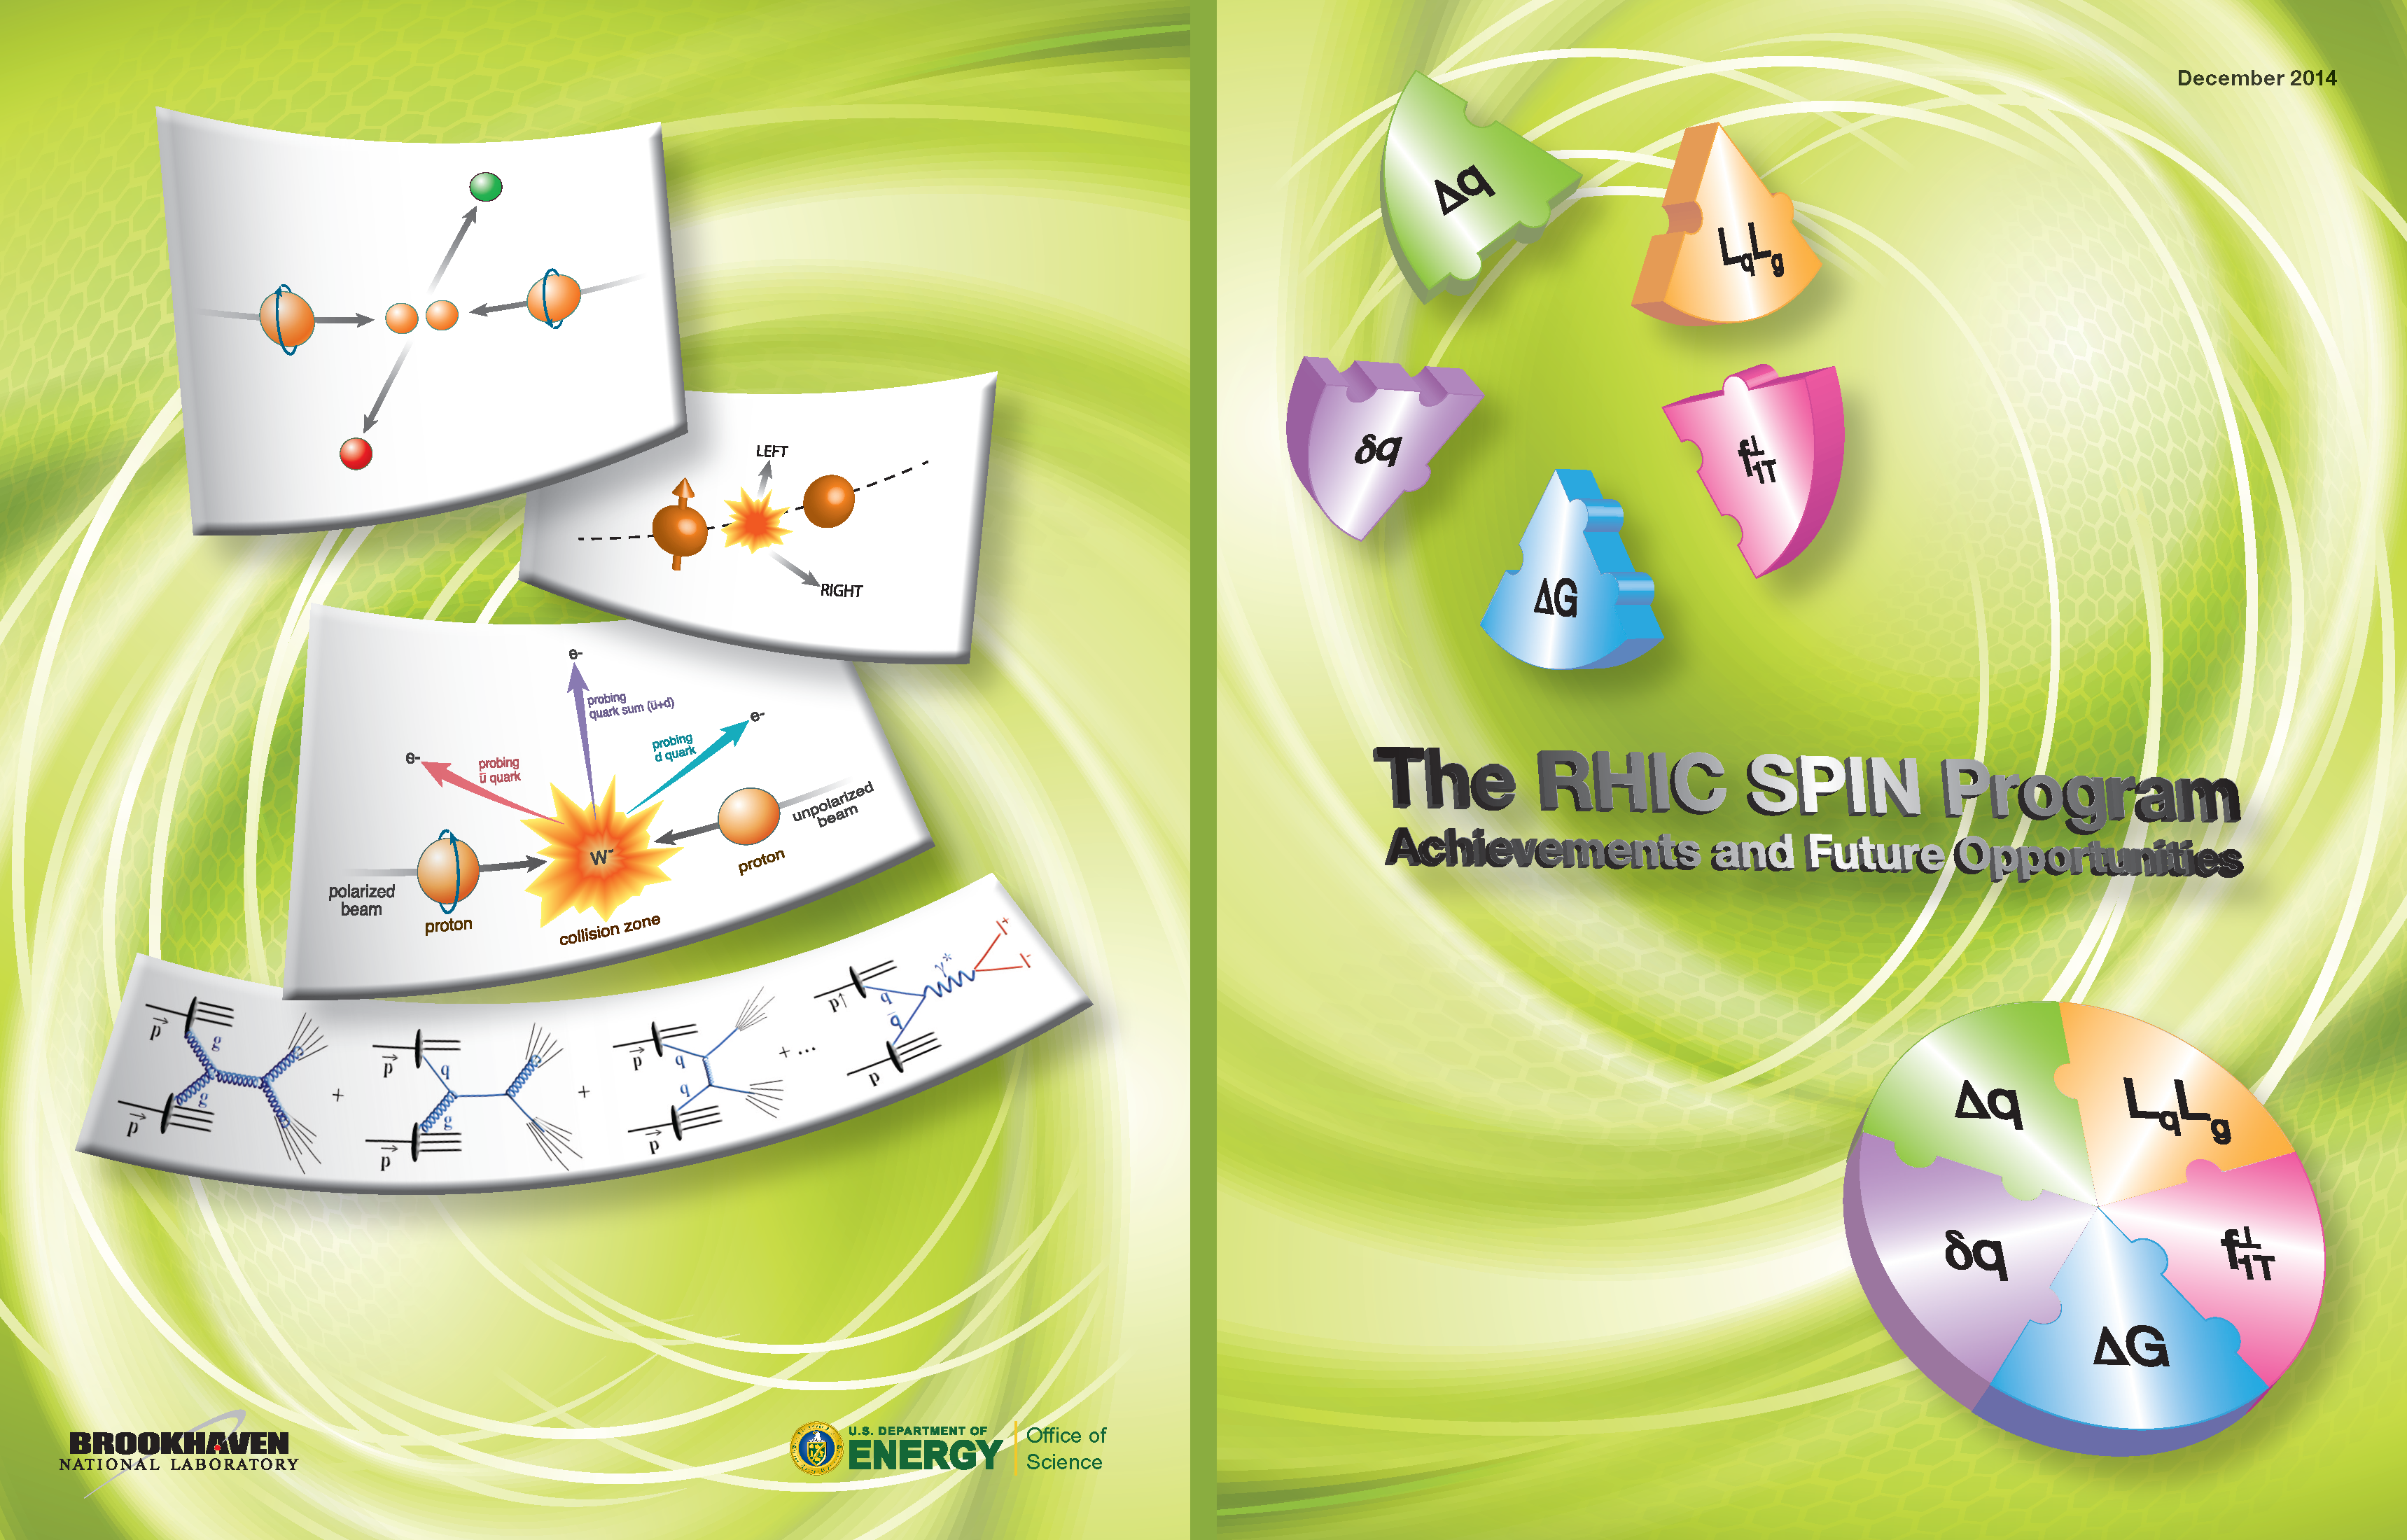 LEFT
RIGHT
e-
probing
quark sum (ū+d)
e-
probing
d quark
e-
probing
ū quark
W⁻
unpolarized
beam
proton
polarized
beam
proton
collision zone
p⃗
g
p⃗
g
+
p⃗
q
p⃗
g
+
p⃗
q
p⃗
q
+ ...
p↑
q
q̄
p
γ*
l⁺
l⁻
BROOKHAVEN
NATIONAL LABORATORY
U.S. DEPARTMENT OF
ENERGY
Office of
Science
December 2014
Δq
LqLg
δq
f⊥1T
ΔG
The RHIC SPIN Program
Achievements and Future Opportunities
Δq
LqLg
δq
f⊥1T
ΔG